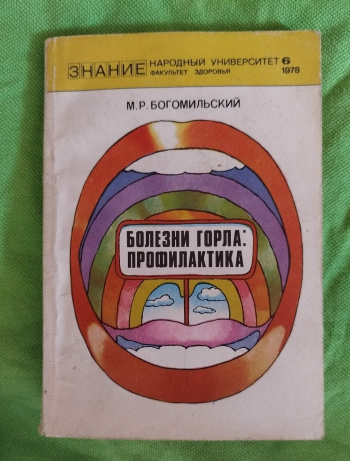 ЗНАНИЕ
НАРОДНЫЙ УНИВЕРСИТЕТ 6
ФАКУЛЬТЕТ ЗДОРОВЬЯ 1978
М.Р. БОГОМИЛЬСКИЙ
БОЛЕЗНИ ГОРЛА:
ПРОФИЛАКТИКА